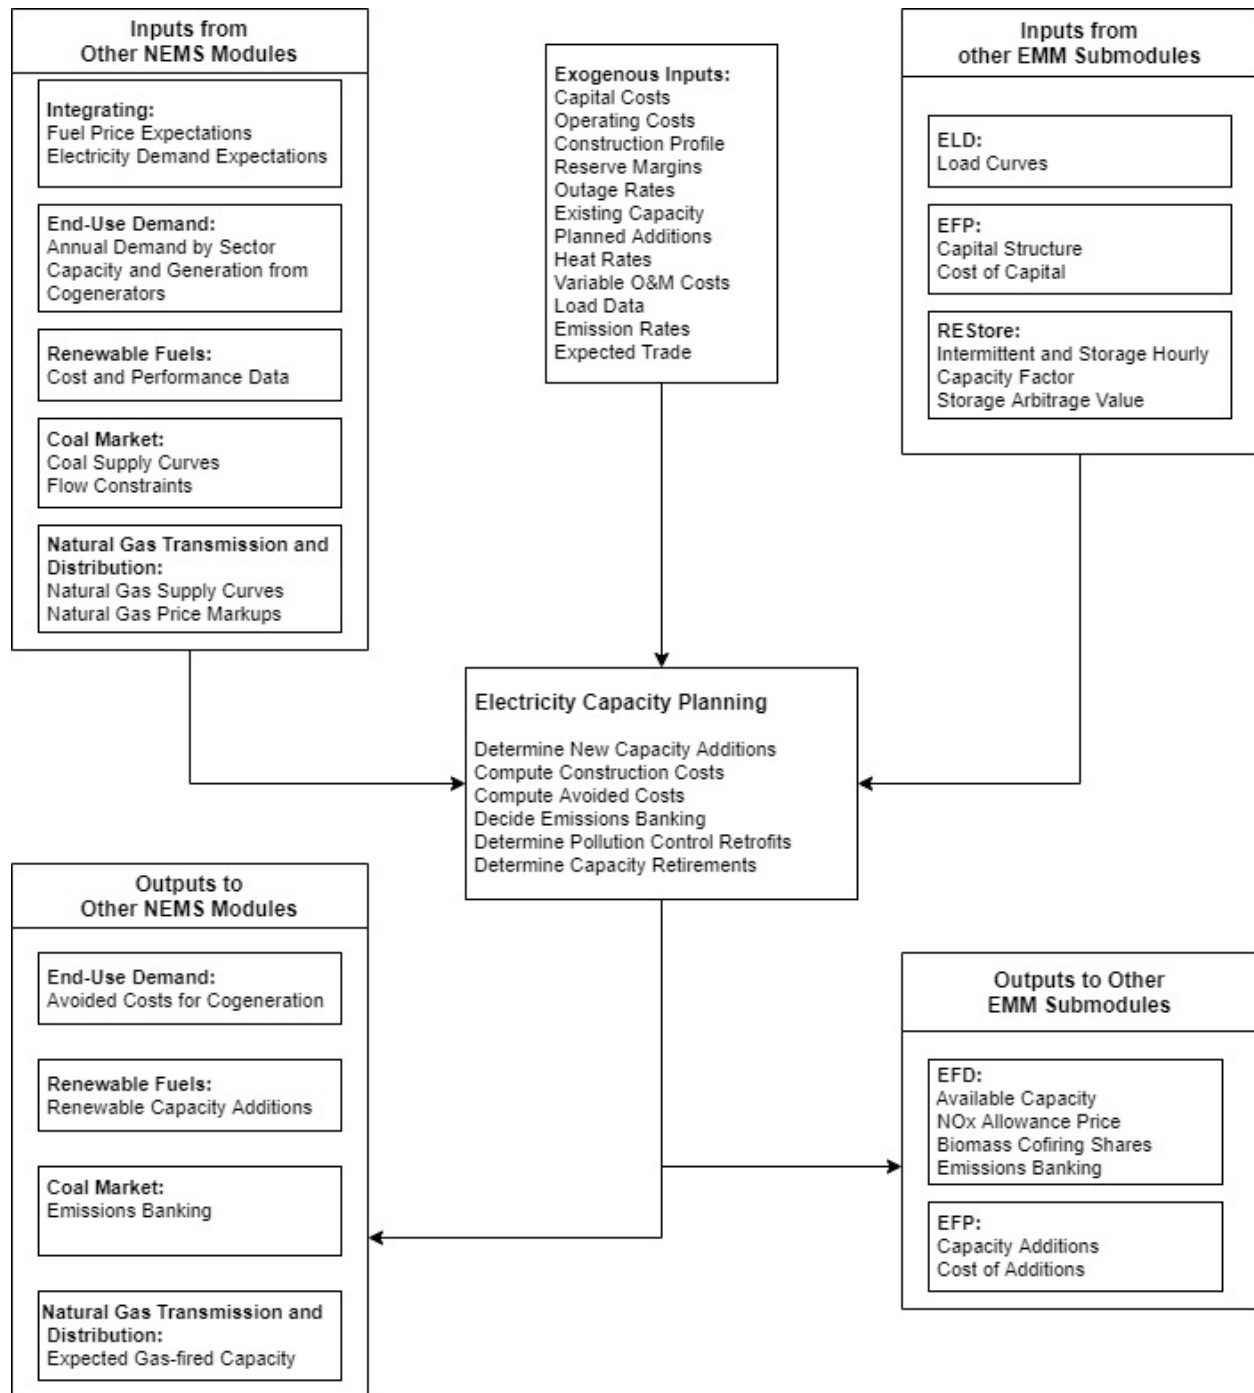 Inputs from
Other NEMS Modules
Integrating:
Fuel Price Expectations
Electricity Demand Expectations
End-Use Demand:
Annual Demand by Sector
Capacity and Generation from
Cogenerators
Renewable Fuels:
Cost and Performance Data
Coal Market:
Coal Supply Curves
Flow Constraints
Natural Gas Transmission and
Distribution:
Natural Gas Supply Curves
Natural Gas Price Markups
Exogenous Inputs:
Capital Costs
Operating Costs
Construction Profile
Reserve Margins
Outage Rates
Existing Capacity
Planned Additions
Heat Rates
Variable O&M Costs
Load Data
Emission Rates
Expected Trade
Inputs from
other EMM Submodules
ELD:
Load Curves
EFP:
Capital Structure
Cost of Capital
REStore:
Intermittent and Storage Hourly
Capacity Factor
Storage Arbitrage Value
Electricity Capacity Planning
Determine New Capacity Additions
Compute Construction Costs
Compute Avoided Costs
Decide Emissions Banking
Determine Pollution Control Retrofits
Determine Capacity Retirements
Outputs to
Other NEMS Modules
End-Use Demand:
Avoided Costs for Cogeneration
Renewable Fuels:
Renewable Capacity Additions
Coal Market:
Emissions Banking
Natural Gas Transmission and
Distribution:
Expected Gas-fired Capacity
Outputs to Other
EMM Submodules
EFD:
Available Capacity
NOx Allowance Price
Biomass Cofiring Shares
Emissions Banking
EFP:
Capacity Additions
Cost of Additions